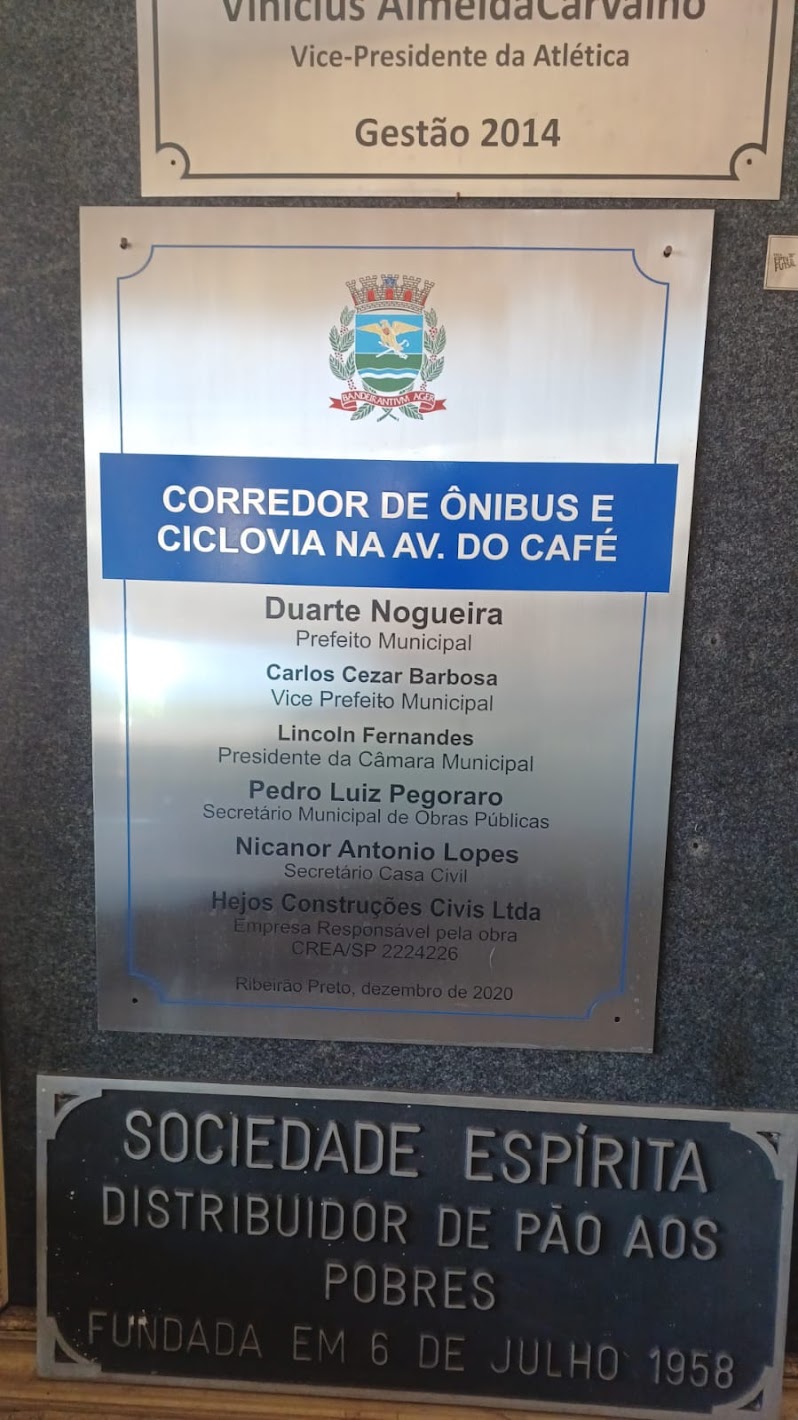 Vinícius AlmeidaCarvalho
Vice-Presidente da Atlética
Gestão 2014
BANDEIRANTIVM AGER
CORREDOR DE ÔNIBUS E
CICLOVIA NA AV. DO CAFÉ
Duarte Nogueira
Prefeito Municipal
Carlos Cezar Barbosa
Vice Prefeito Municipal
Lincoln Fernandes
Presidente da Câmara Municipal
Pedro Luiz Pegoraro
Secretário Municipal de Obras Públicas
Nicanor Antonio Lopes
Secretário Casa Civil
Hejos Construções Civis Ltda
Empresa Responsável pela obra
CREA/SP 2224226
Ribeirão Preto, dezembro de 2020
SOCIEDADE ESPÍRITA
DISTRIBUIDOR DE PÃO AOS
POBRES
FUNDADA EM 6 DE JULHO 1958